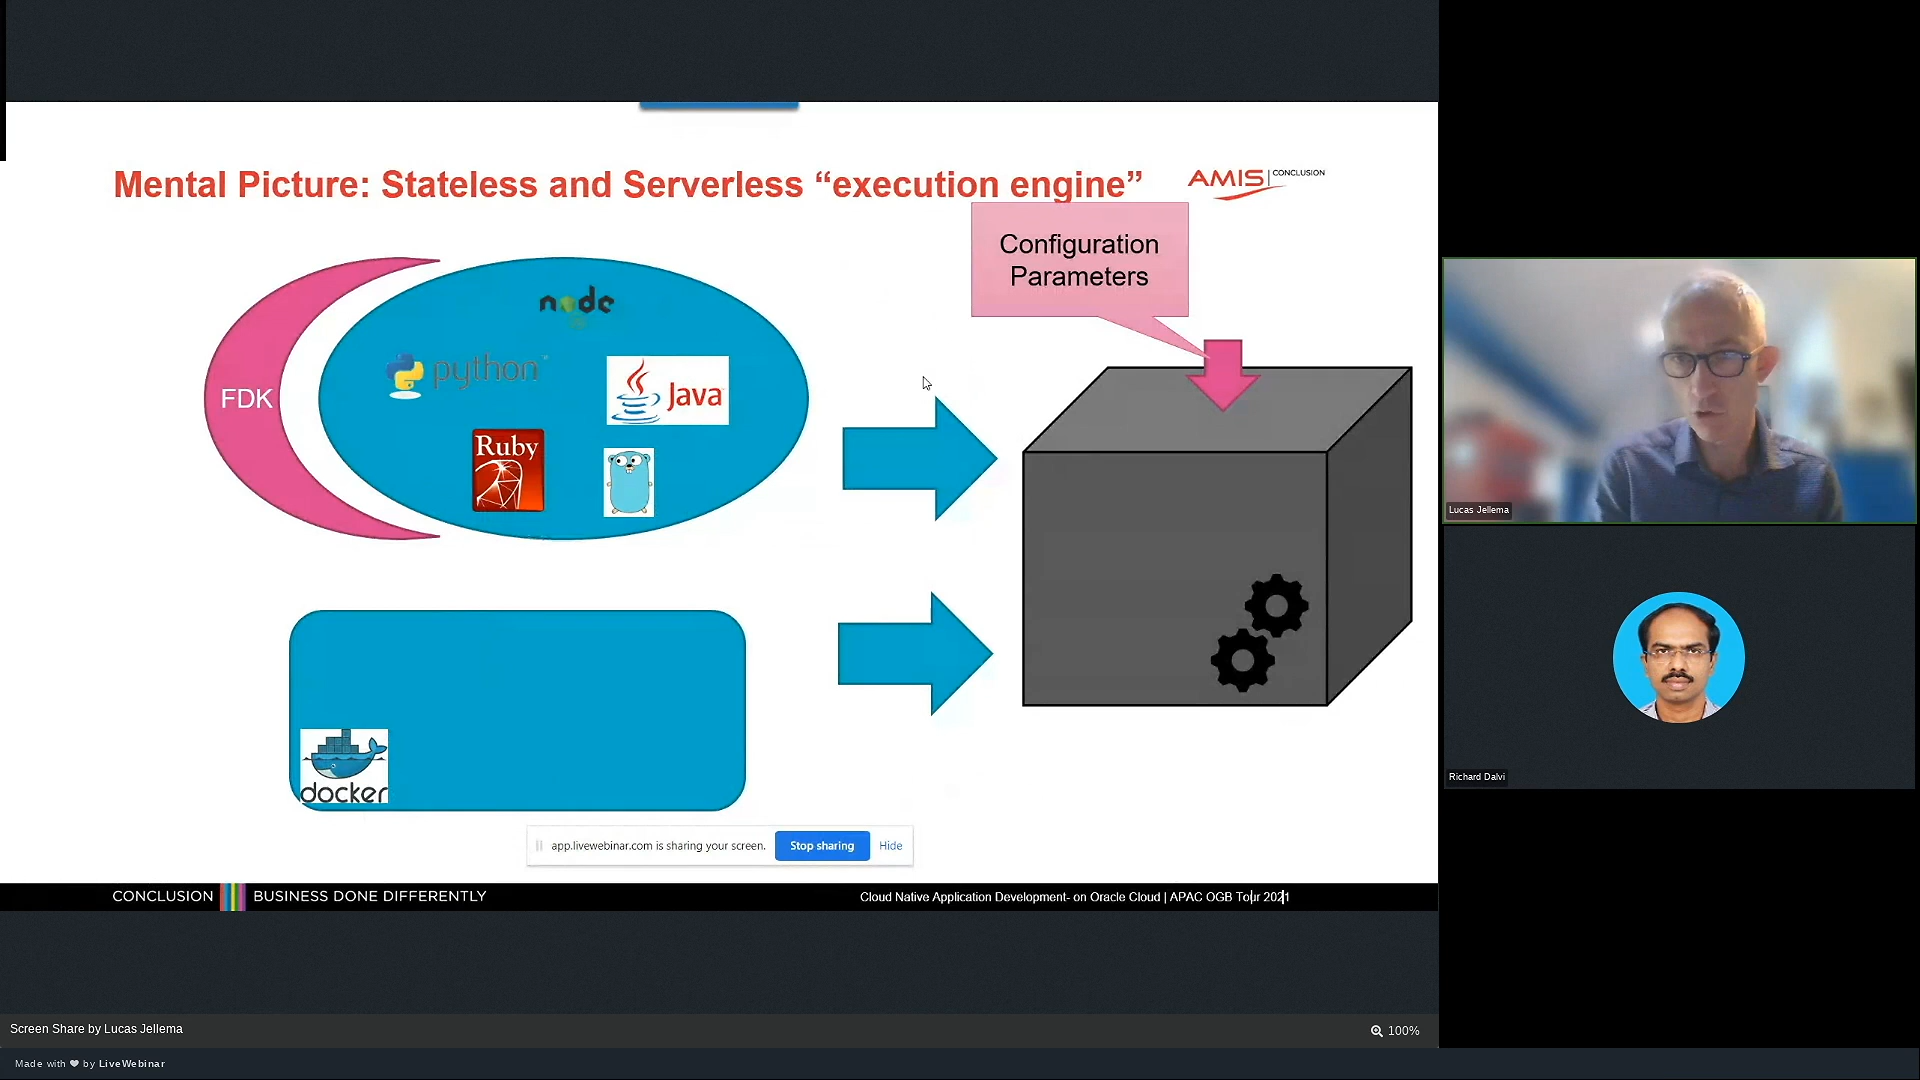 Mental Picture: Stateless and Serverless “execution engine”
AMIS CONCLUSION
Configuration
Parameters
node
python
FDK
Java
Ruby
docker
Lucas Jellema
Richard Dalvi
app.livewebinar.com is sharing your screen.
Stop sharing
Hide
CONCLUSION BUSINESS DONE DIFFERENTLY
Cloud Native Application Development- on Oracle Cloud | APAC OGB Tour 2021
Screen Share by Lucas Jellema
100%
Made with ❤ by LiveWebinar